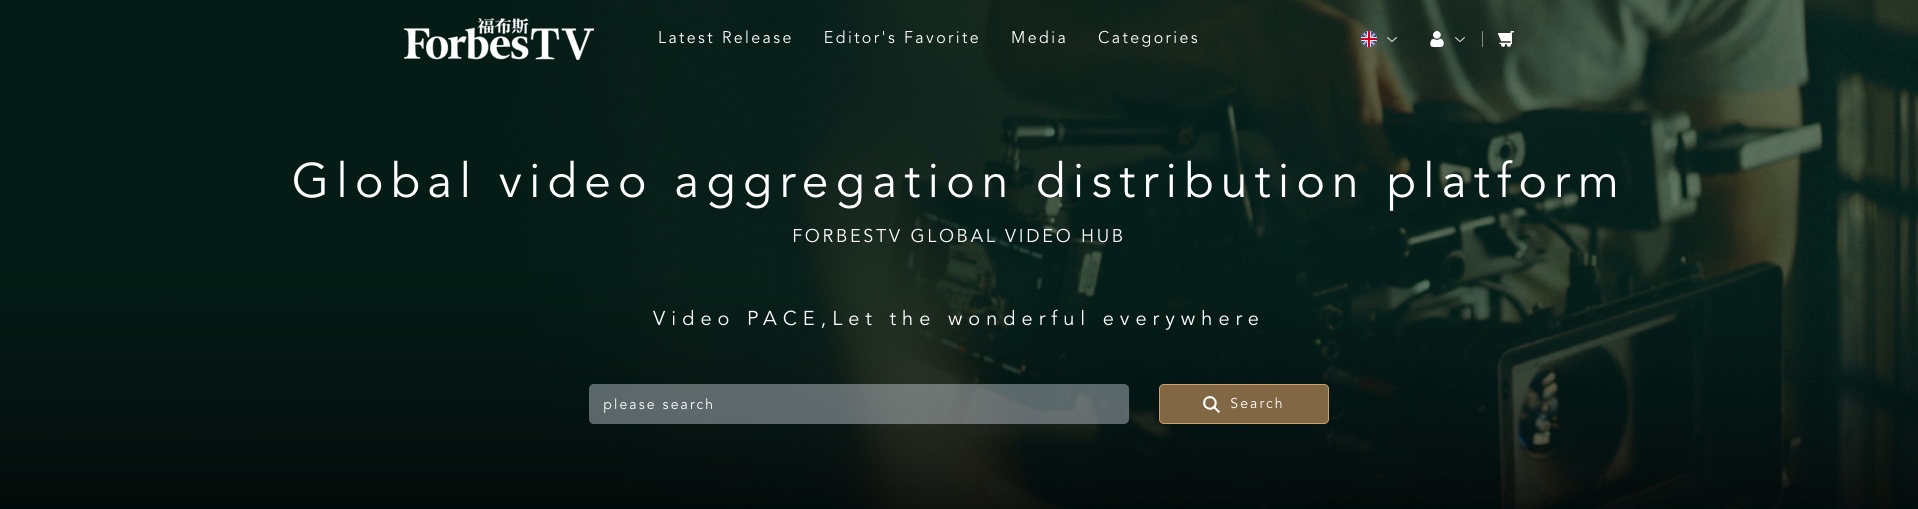 福布斯
ForbesTV
Latest Release Editor's Favorite Media Categories
Global video aggregation distribution platform
FORBESTV GLOBAL VIDEO HUB
Video PACE,Let the wonderful everywhere
please search Search